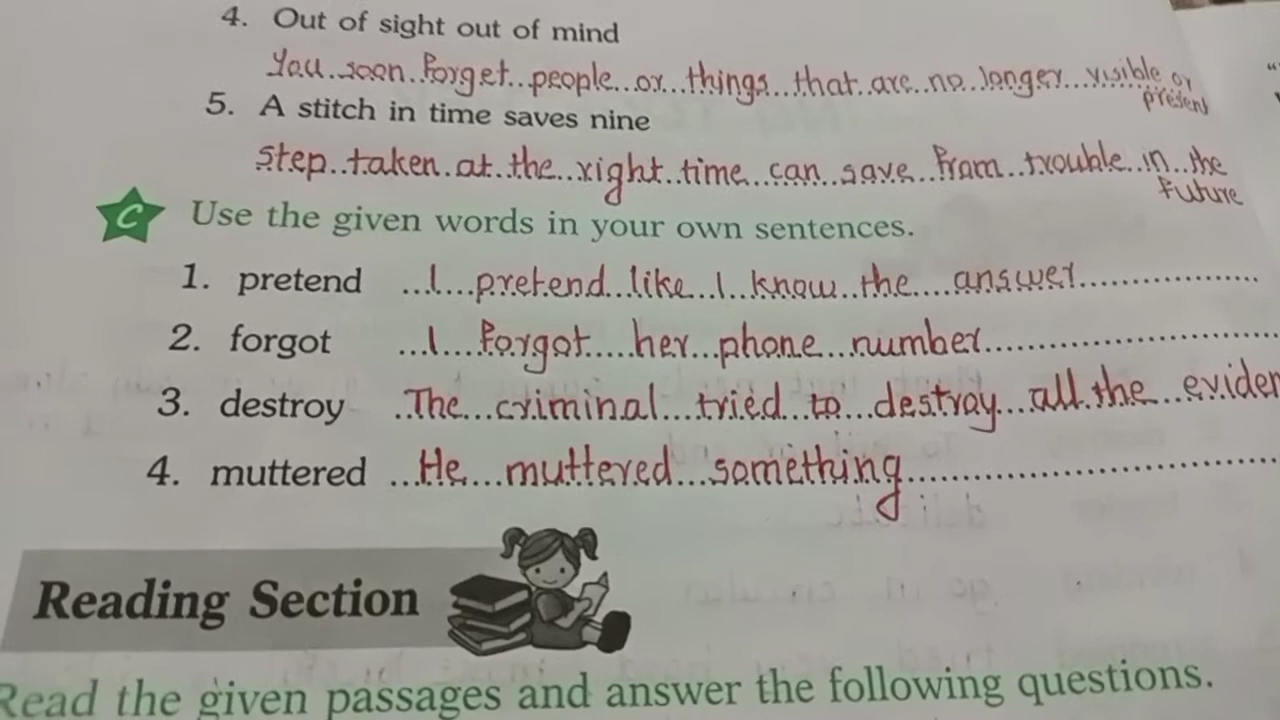 4. Out of sight out of mind
You soon forget people or things that are no longer visible or
present
5. A stitch in time saves nine
Step taken at the right time can save from trouble in the
future
C Use the given words in your own sentences.
1. pretend ...I...pretend...like...I...know...the...answer...
2. forgot ...I...forgot...her...phone...number...
3. destroy .The...criminal...tried...to...destroy...all.the...eviden
4. muttered ...He...muttered...something...
Reading Section
Read the given passages and answer the following questions.